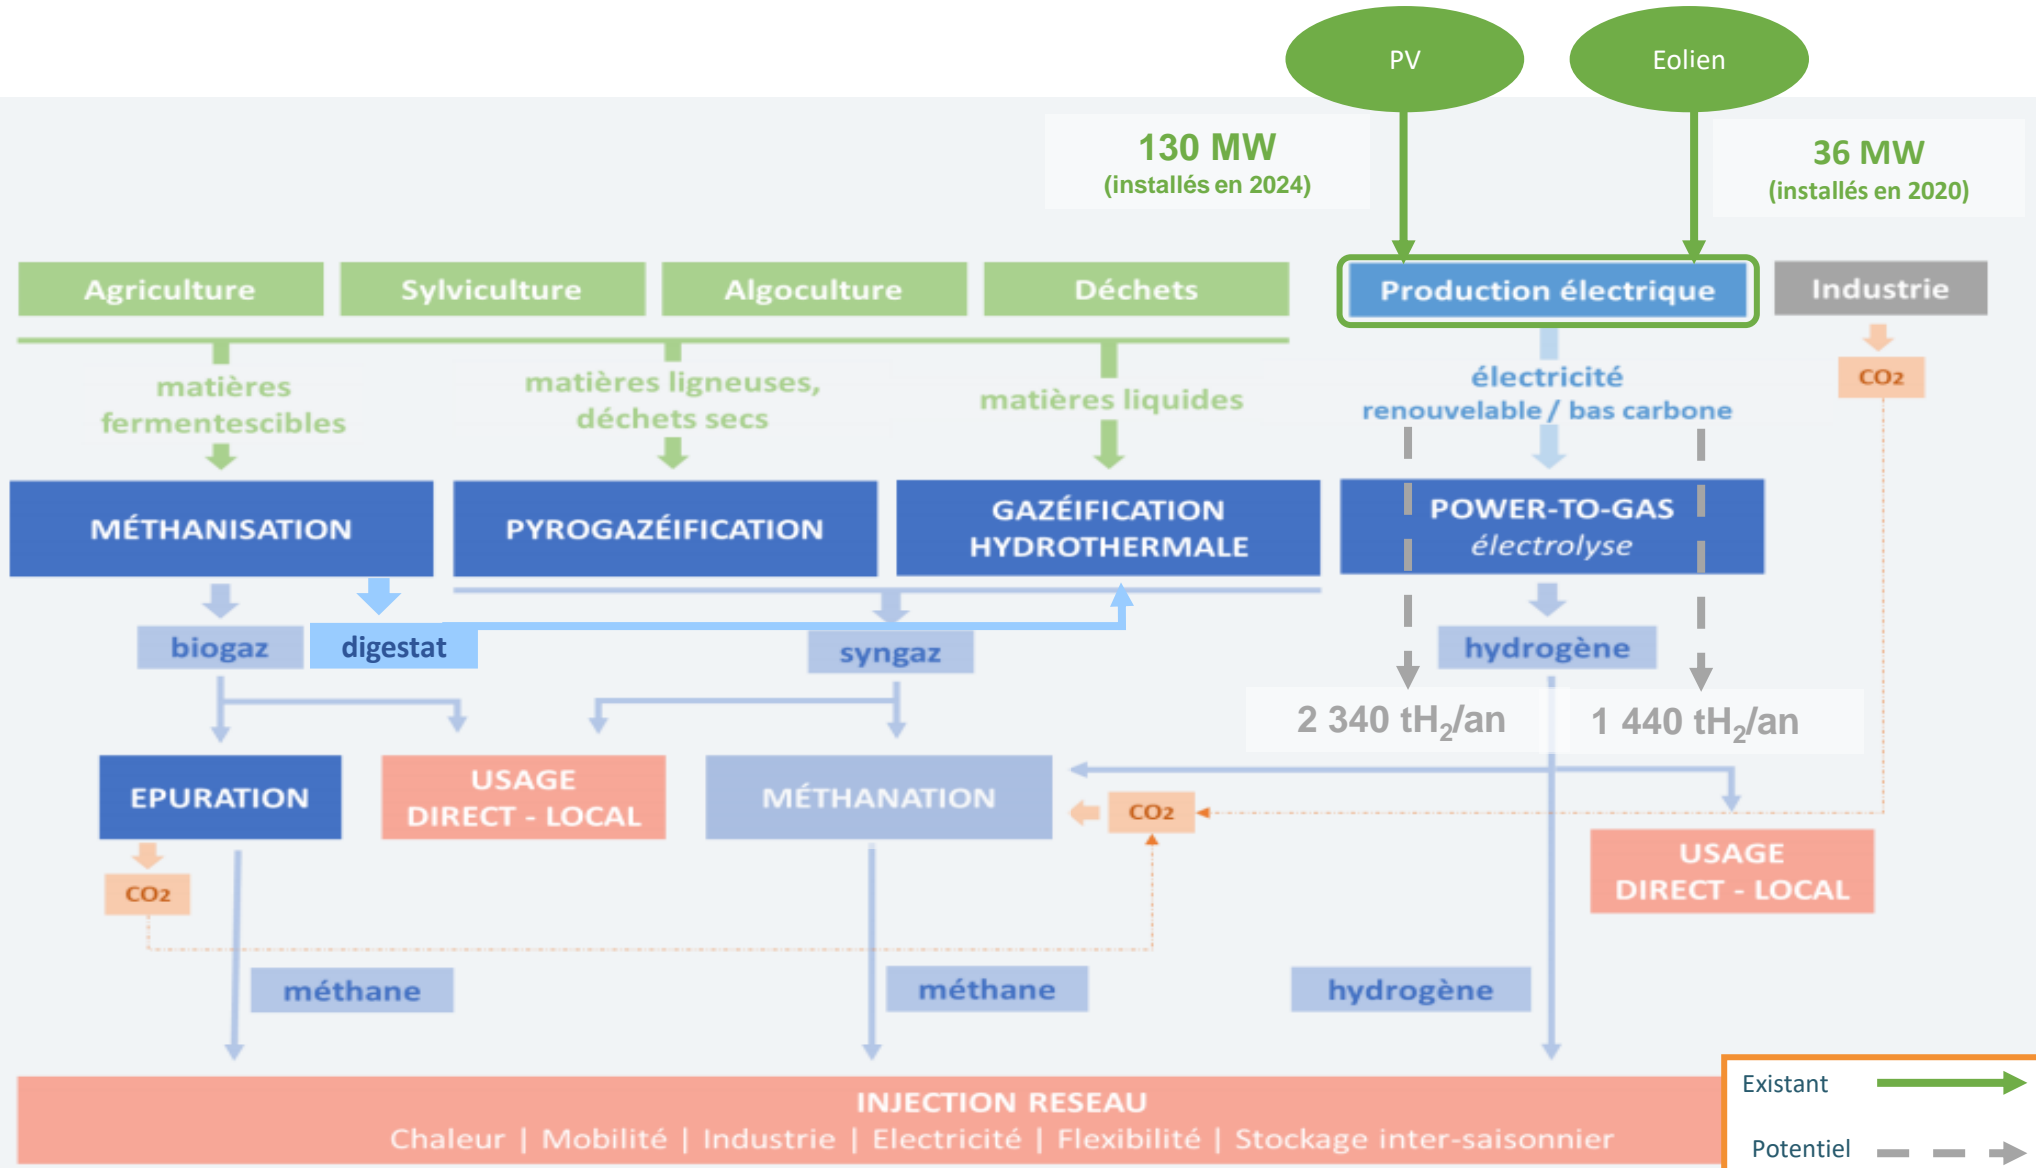 PV
Eolien
130 MW
(installés en 2024)
36 MW
(installés en 2020)
Agriculture
Sylviculture
Algoculture
Déchets
Production électrique
Industrie
matières
fermentescibles
matières ligneuses,
déchets secs
matières liquides
électricité
renouvelable / bas carbone
CO2
MÉTHANISATION
PYROGAZÉIFICATION
GAZÉIFICATION
HYDROTHERMALE
POWER-TO-GAS
électrolyse
biogaz
digestat
syngaz
hydrogène
2 340 tH₂/an
1 440 tH₂/an
EPURATION
USAGE
DIRECT - LOCAL
MÉTHANATION
CO2
USAGE
DIRECT - LOCAL
CO2
méthane
méthane
hydrogène
INJECTION RESEAU
Chaleur | Mobilité | Industrie | Electricité | Flexibilité | Stockage inter-saisonnier
Existant
Potentiel